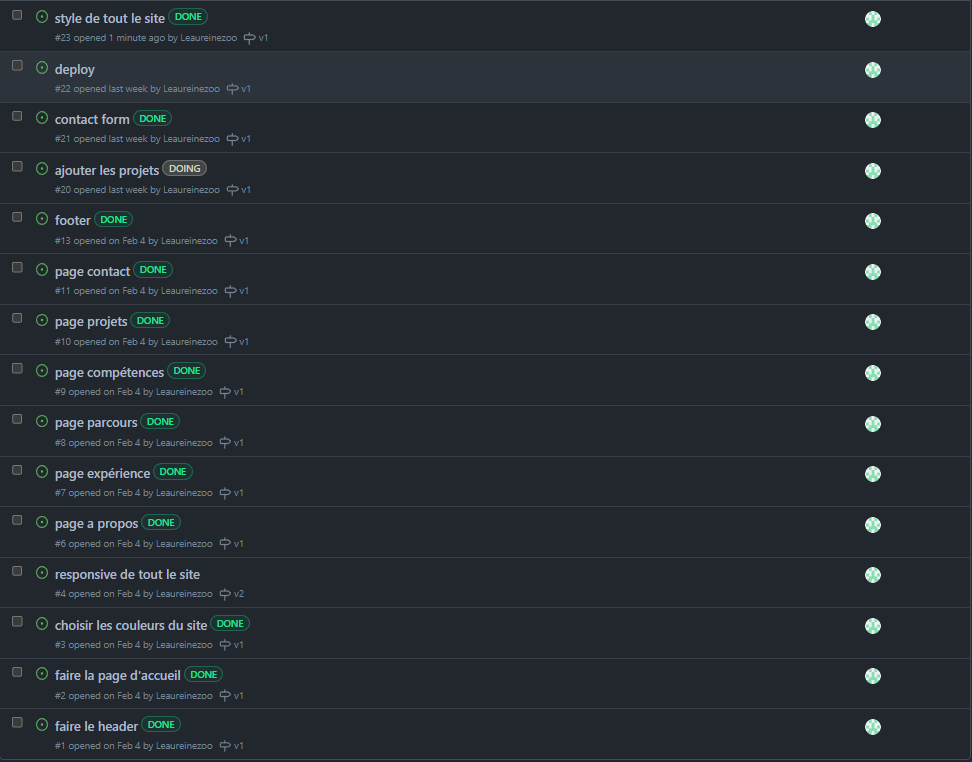 style de tout le site DONE
#23 opened 1 minute ago by Leaureinezoo v1
deploy
#22 opened last week by Leaureinezoo v1
contact form DONE
#21 opened last week by Leaureinezoo v1
ajouter les projets DOING
#20 opened last week by Leaureinezoo v1
footer DONE
#13 opened on Feb 4 by Leaureinezoo v1
page contact DONE
#11 opened on Feb 4 by Leaureinezoo v1
page projets DONE
#10 opened on Feb 4 by Leaureinezoo v1
page compétences DONE
#9 opened on Feb 4 by Leaureinezoo v1
page parcours DONE
#8 opened on Feb 4 by Leaureinezoo v1
page expérience DONE
#7 opened on Feb 4 by Leaureinezoo v1
page a propos DONE
#6 opened on Feb 4 by Leaureinezoo v1
responsive de tout le site
#4 opened on Feb 4 by Leaureinezoo v2
choisir les couleurs du site DONE
#3 opened on Feb 4 by Leaureinezoo v1
faire la page d'accueil DONE
#2 opened on Feb 4 by Leaureinezoo v1
faire le header DONE
#1 opened on Feb 4 by Leaureinezoo v1